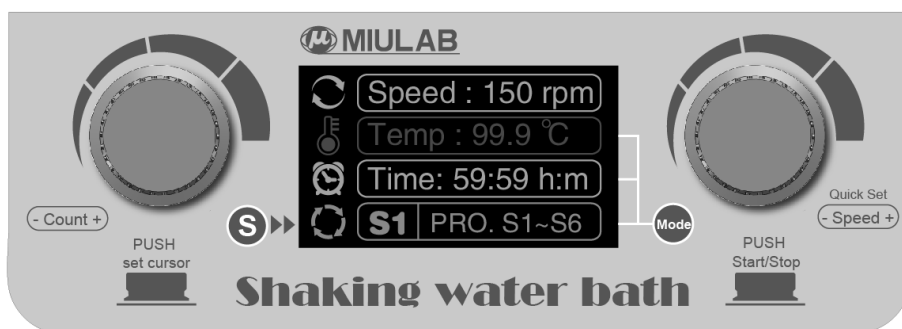 μ MIULAB
Speed : 150 rpm
Temp : 99.9 ℃
Time: 59:59 h:m
S
S1 PRO. S1~S6
Mode
- Count +
PUSH
set cursor
Quick Set
- Speed +
PUSH
Start/Stop
Shaking water bath